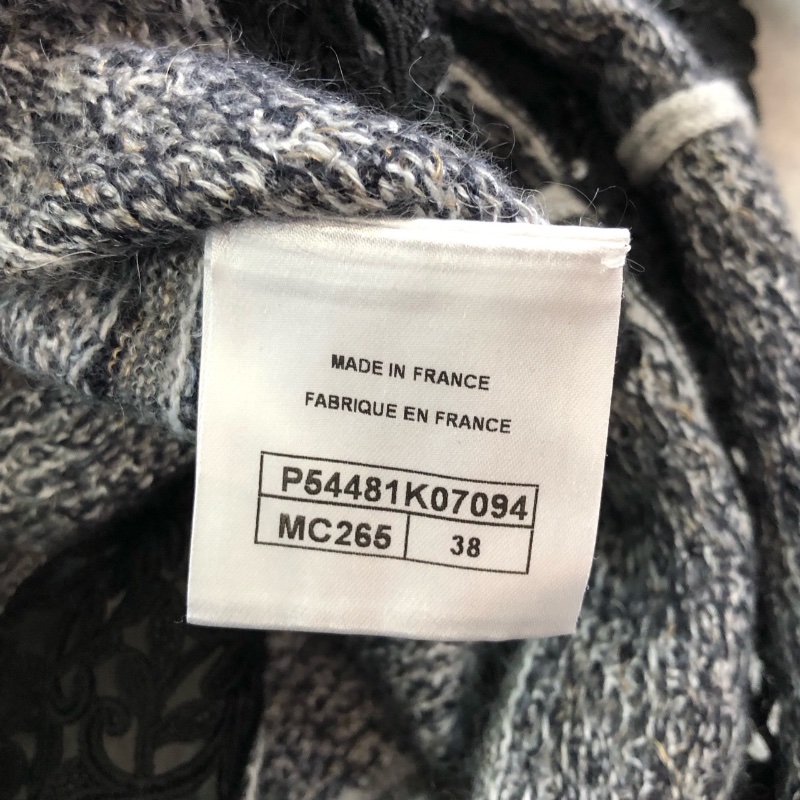 MADE IN FRANCE
FABRIQUE EN FRANCE
P54481K07094
MC265 38